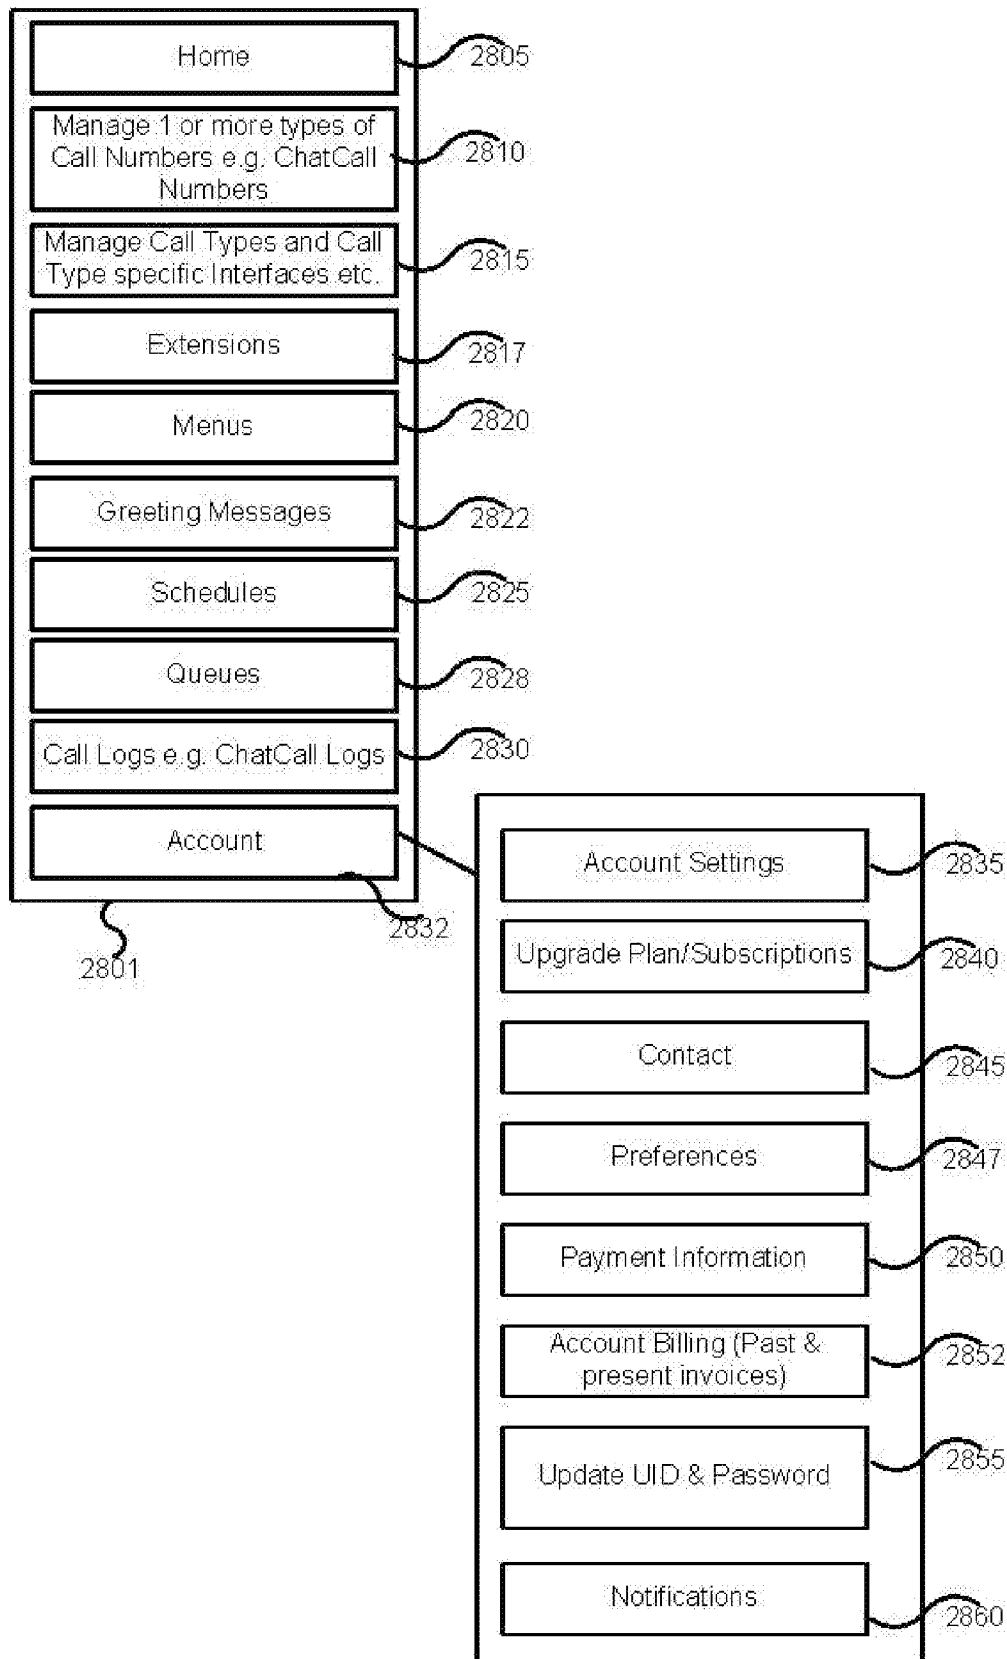 Home
2805
Manage 1 or more types of
Call Numbers e.g. ChatCall
Numbers
2810
Manage Call Types and Call
Type specific Interfaces etc.
2815
Extensions
2817
Menus
2820
Greeting Messages
2822
Schedules
2825
Queues
2828
Call Logs e.g. ChatCall Logs
2830
Account
2832
2801
Account Settings
2835
Upgrade Plan/Subscriptions
2840
Contact
2845
Preferences
2847
Payment Information
2850
Account Billing (Past &
present invoices)
2852
Update UID & Password
2855
Notifications
2860